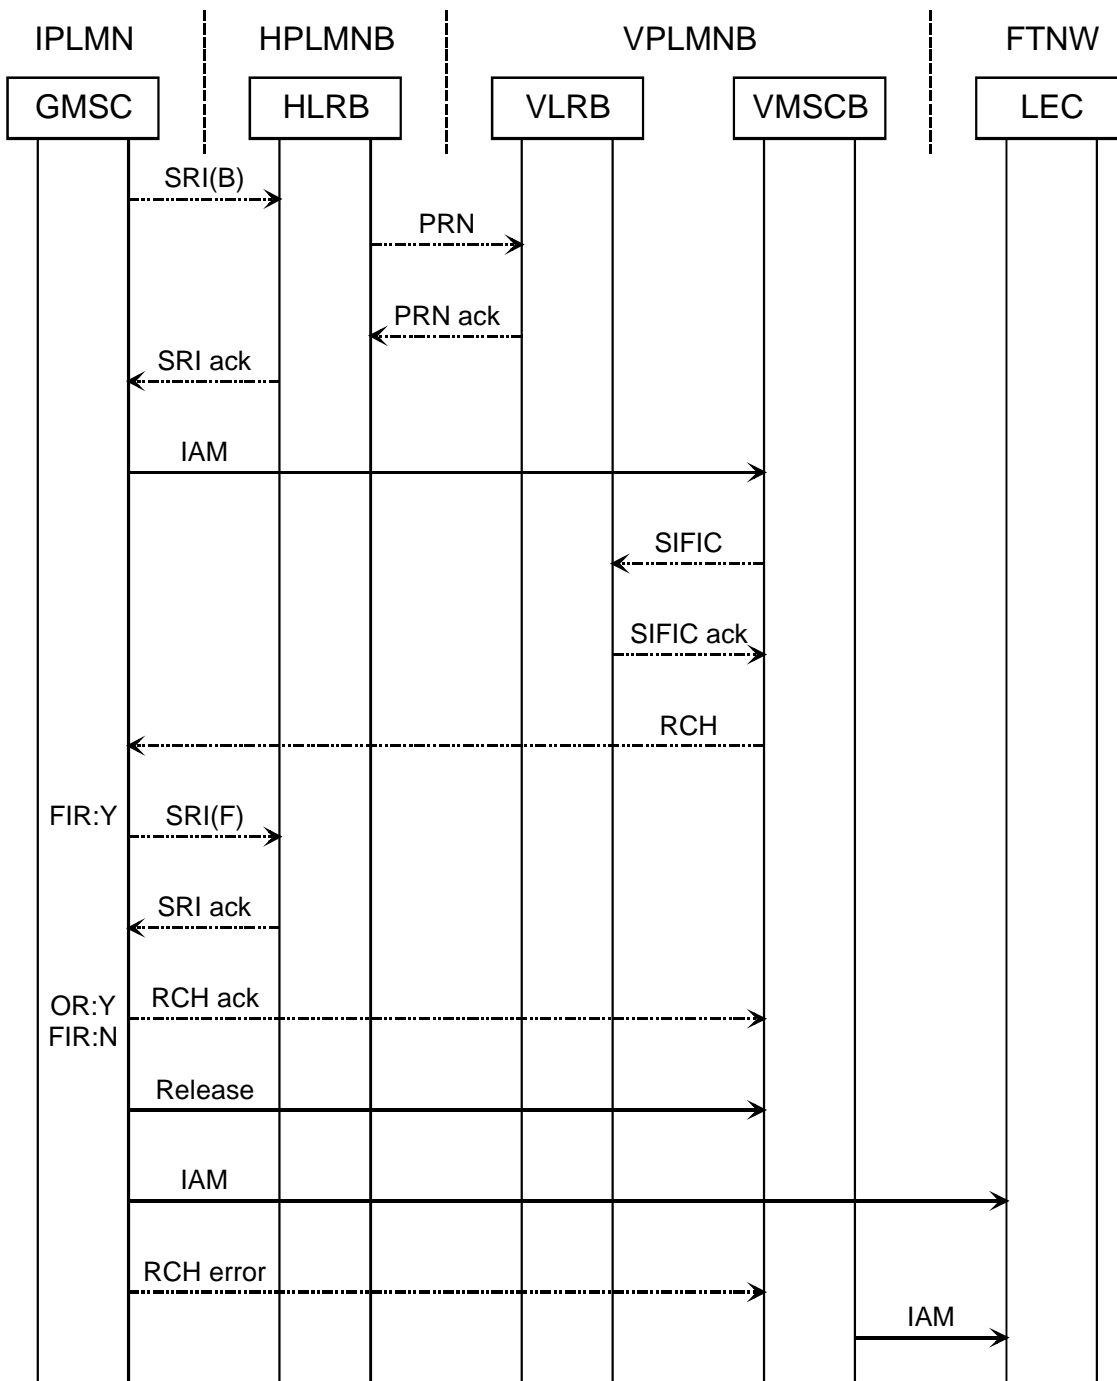 IPLMN
HPLMNB
VPLMNB
FTNW
GMSC
HLRB
VLRB
VMSCB
LEC
SRI(B)
PRN
PRN ack
SRI ack
IAM
SIFIC
SIFIC ack
RCH
FIR:Y
SRI(F)
SRI ack
OR:Y
FIR:N
RCH ack
Release
IAM
RCH error
IAM